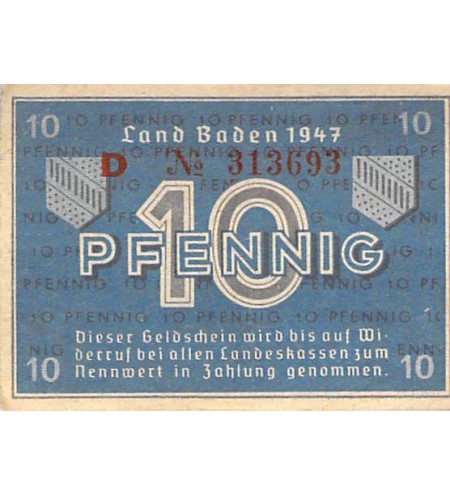 10 10
Land Baden 1947
D № 313693
10
PFENNIG
Dieser Geldschein wird bis auf Wi-
derruf bei allen Landeskassen zum
Nennwert in Zahlung genommen.
10 10